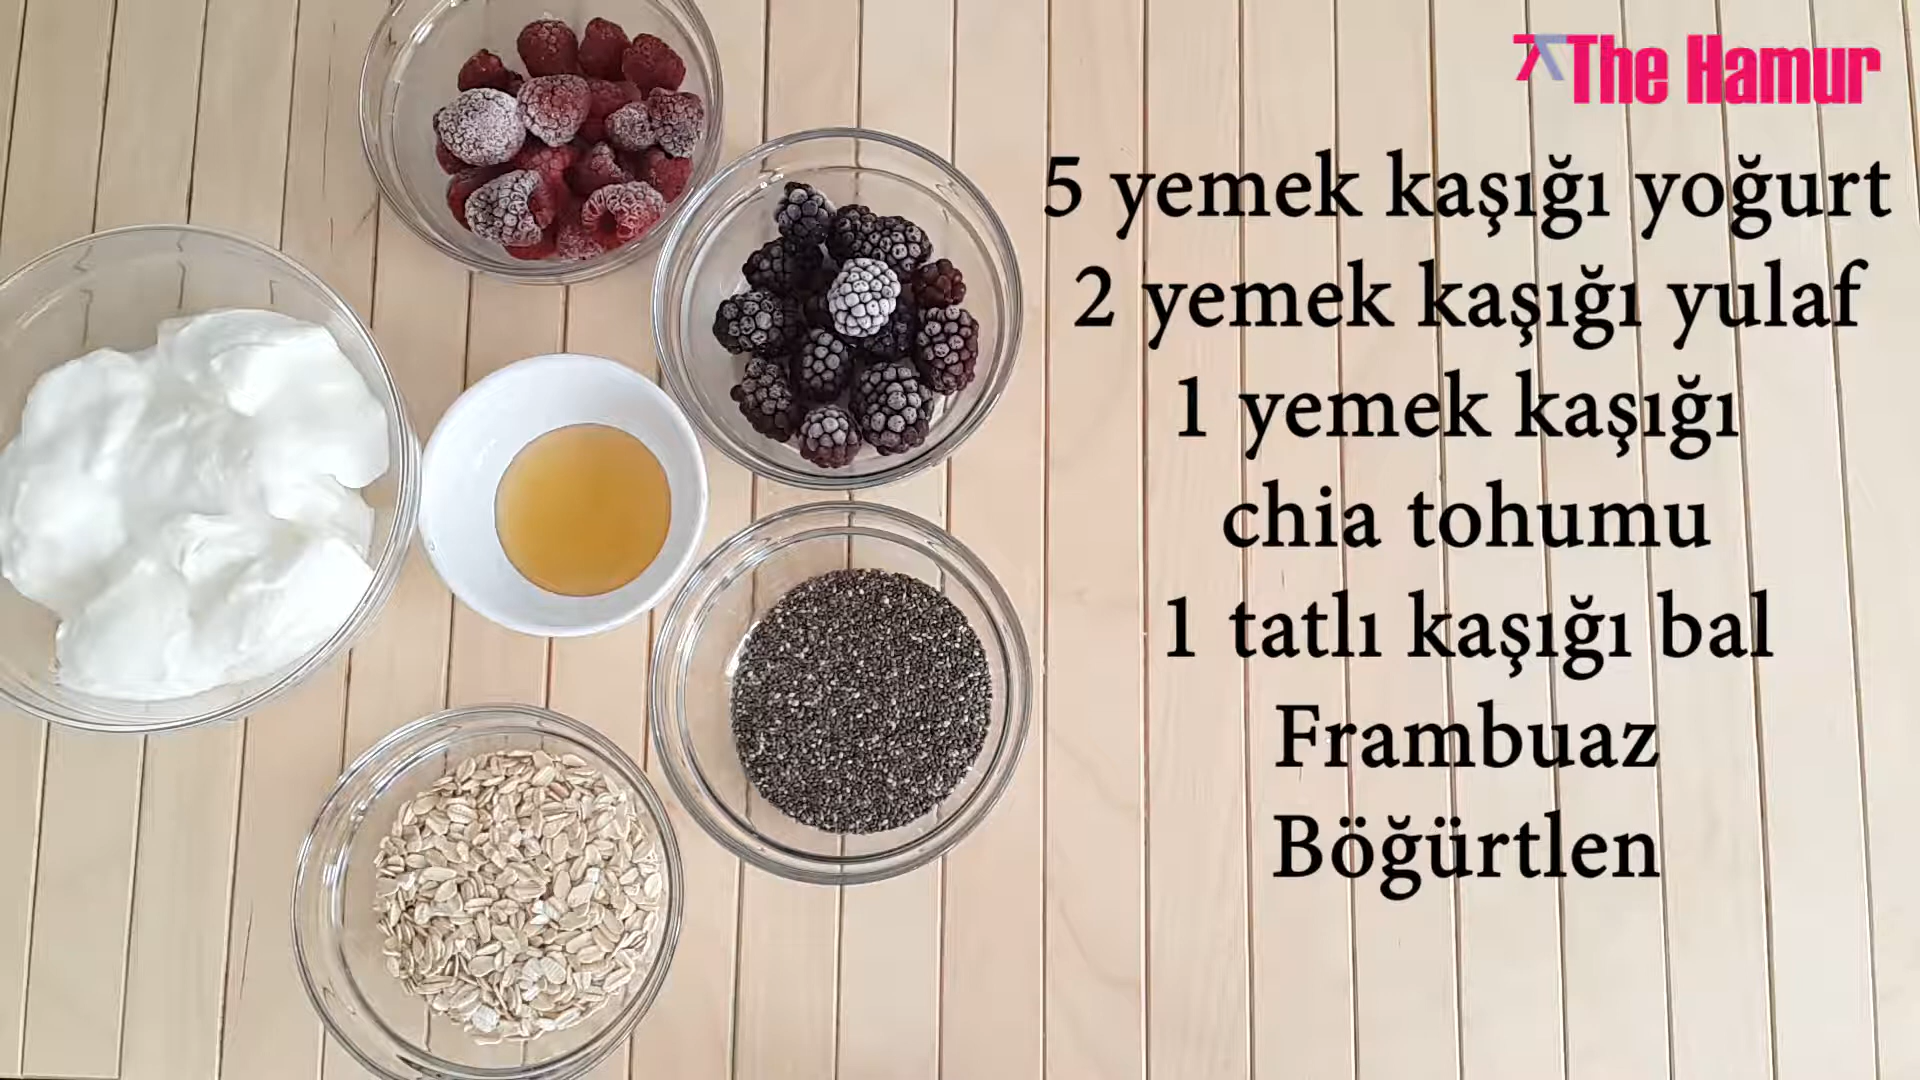 The Hamur
5 yemek kaşığı yoğurt
2 yemek kaşığı yulaf
1 yemek kaşığı
chia tohumu
1 tatlı kaşığı bal
Frambuaz
Böğürtlen